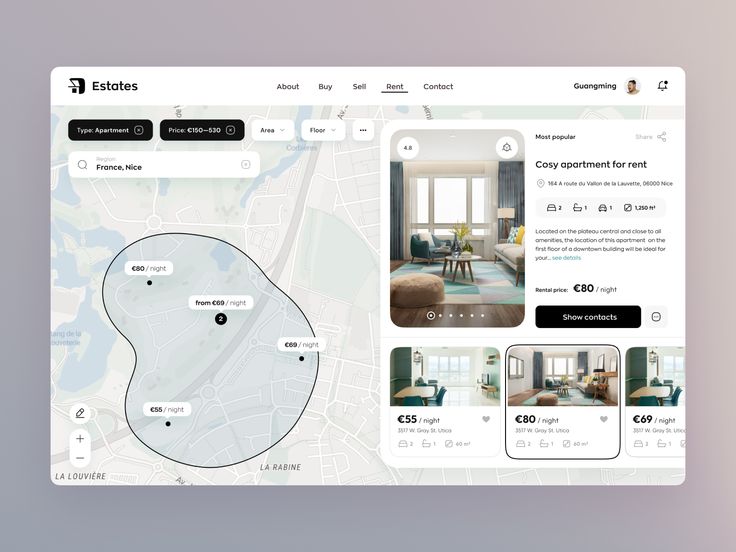 Estates
About
Buy
Sell
Rent
Contact
Guangming
Type: Apartment
Price: €150—530
Area
Floor
Region
France, Nice
Corbières
€80 / night
from €69 / night
2
€69 / night
€55 / night
LA LOUVIÈRE
LA RABINE
4.8
Most popular
Share
Cosy apartment for rent
164 A route du Vallon de la Lauvette, 06000 Nice
2
1
1
1,250 ft²
Located on the plateau central and close to all
amenities, the location of this apartment on the
first floor of a downtown building will be ideal for
your... see details
Rental price: €80 / night
Show contacts
€55 / night
3517 W. Gray St. Utica
2
1
60 m²
€80 / night
3517 W. Gray St. Utica
2
1
60 m²
€69 / night
3517 W. Gray St. U
2
1